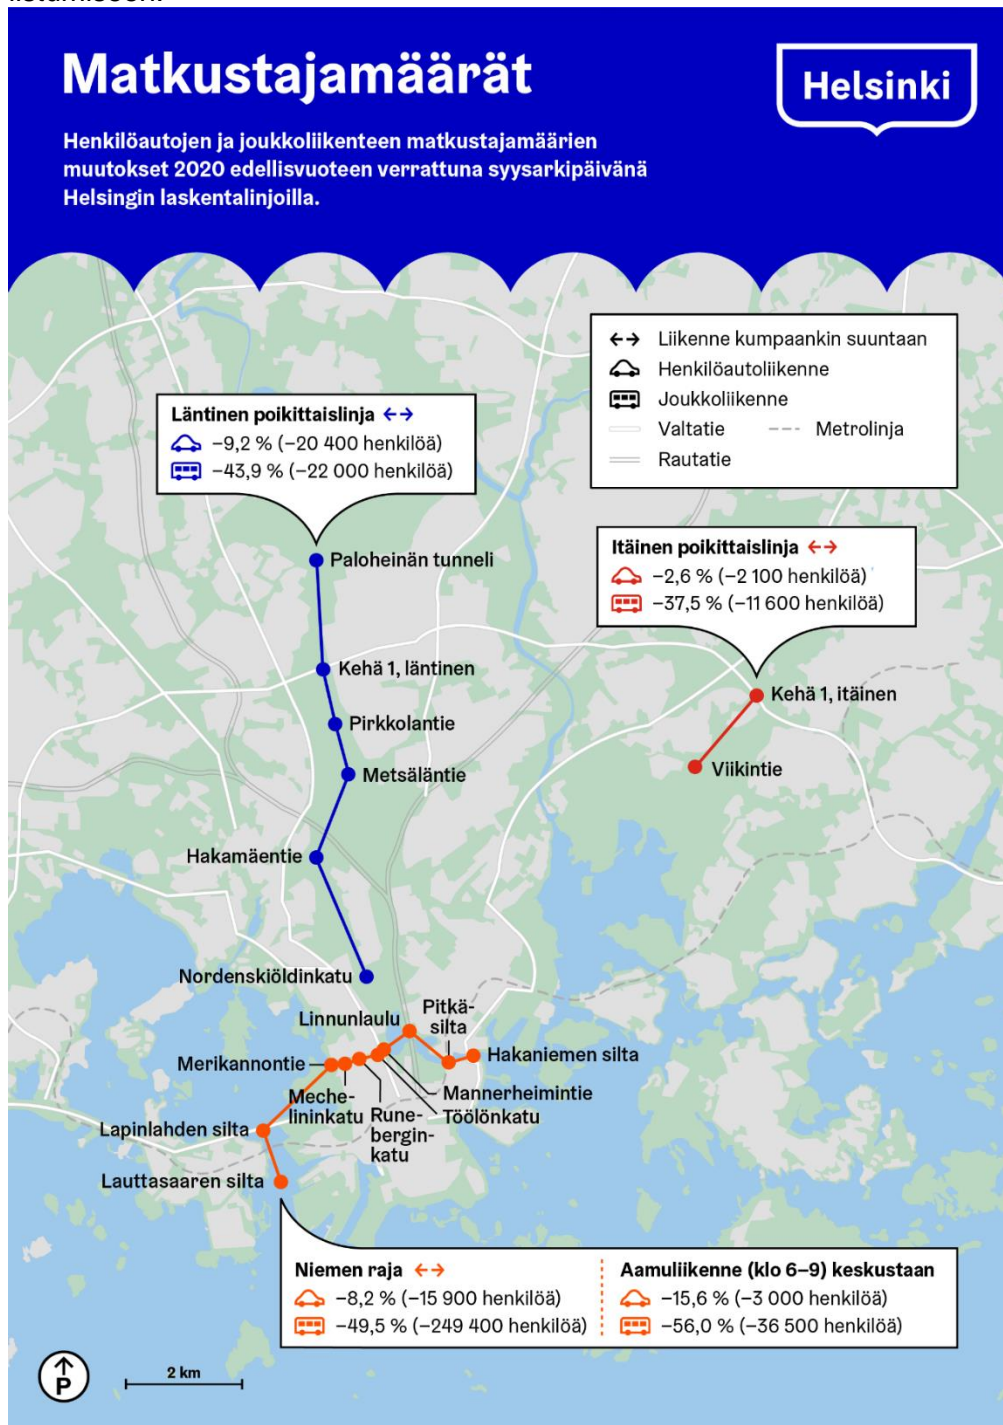 Matkustajamäärät
Helsinki
Henkilöautojen ja joukkoliikenteen matkustajamäärien
muutokset 2020 edellisvuoteen verrattuna syysarkipäivänä
Helsingin laskentalinjoilla.
Liikenne kumpaankin suuntaan
Henkilöautoliikenne
Joukkoliikenne
Valtatie
Metrolinja
Rautatie
Läntinen poikittaislinja
–9,2 % (–20 400 henkilöä)
–43,9 % (–22 000 henkilöä)
Itäinen poikittaislinja
–2,6 % (–2 100 henkilöä)
–37,5 % (–11 600 henkilöä)
Paloheinän tunneli
Kehä 1, läntinen
Kehä 1, itäinen
Pirkkolantie
Viikintie
Metsäläntie
Hakamäentie
Nordenskiöldinkatu
Linnunlaulu
Pitkä-
silta
Hakaniemen silta
Merikannontie
Mannerheimintie
Meche-
lininkatu
Töölönkatu
Rune-
bergin-
katu
Lapinlahden silta
Lauttasaaren silta
Niemen raja
–8,2 % (–15 900 henkilöä)
–49,5 % (–249 400 henkilöä)
Aamuliikenne (klo 6–9) keskustaan
–15,6 % (–3 000 henkilöä)
–56,0 % (–36 500 henkilöä)
P
2 km